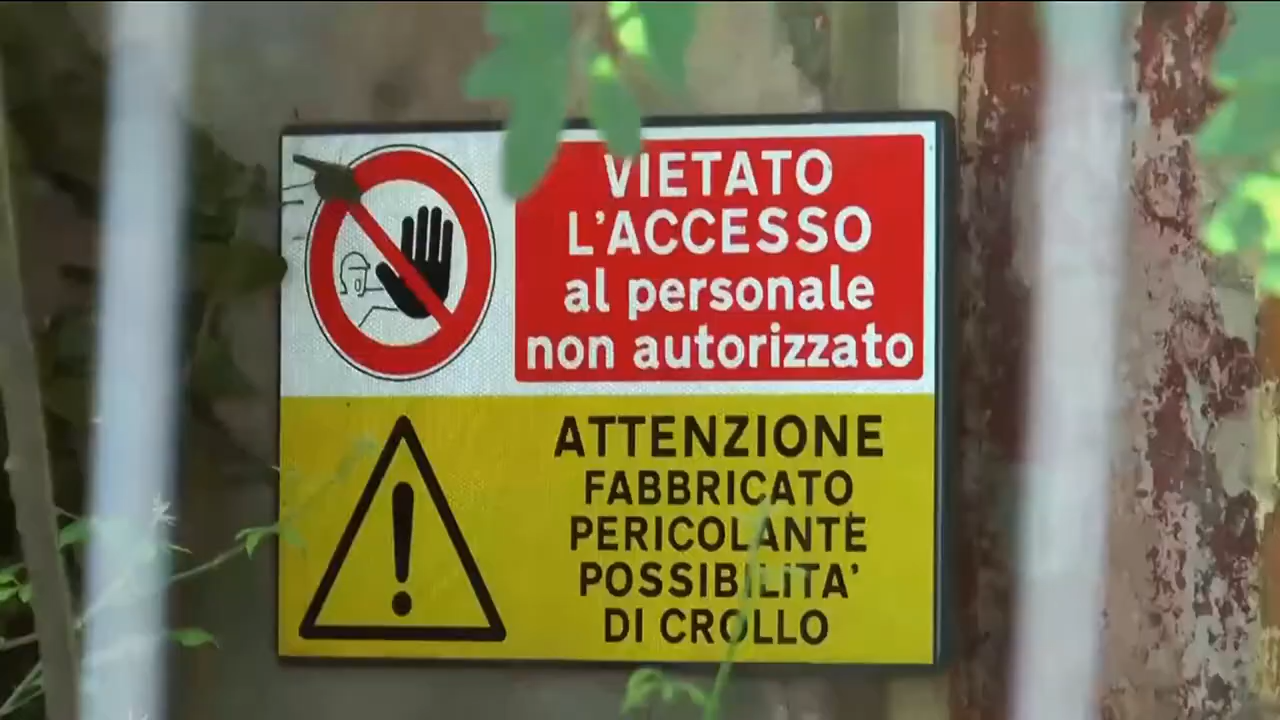 VIETATO
L'ACCESSO
al personale
non autorizzato
ATTENZIONE
FABBRICATO
PERICOLANTE
POSSIBILITA'
DI CROLLO